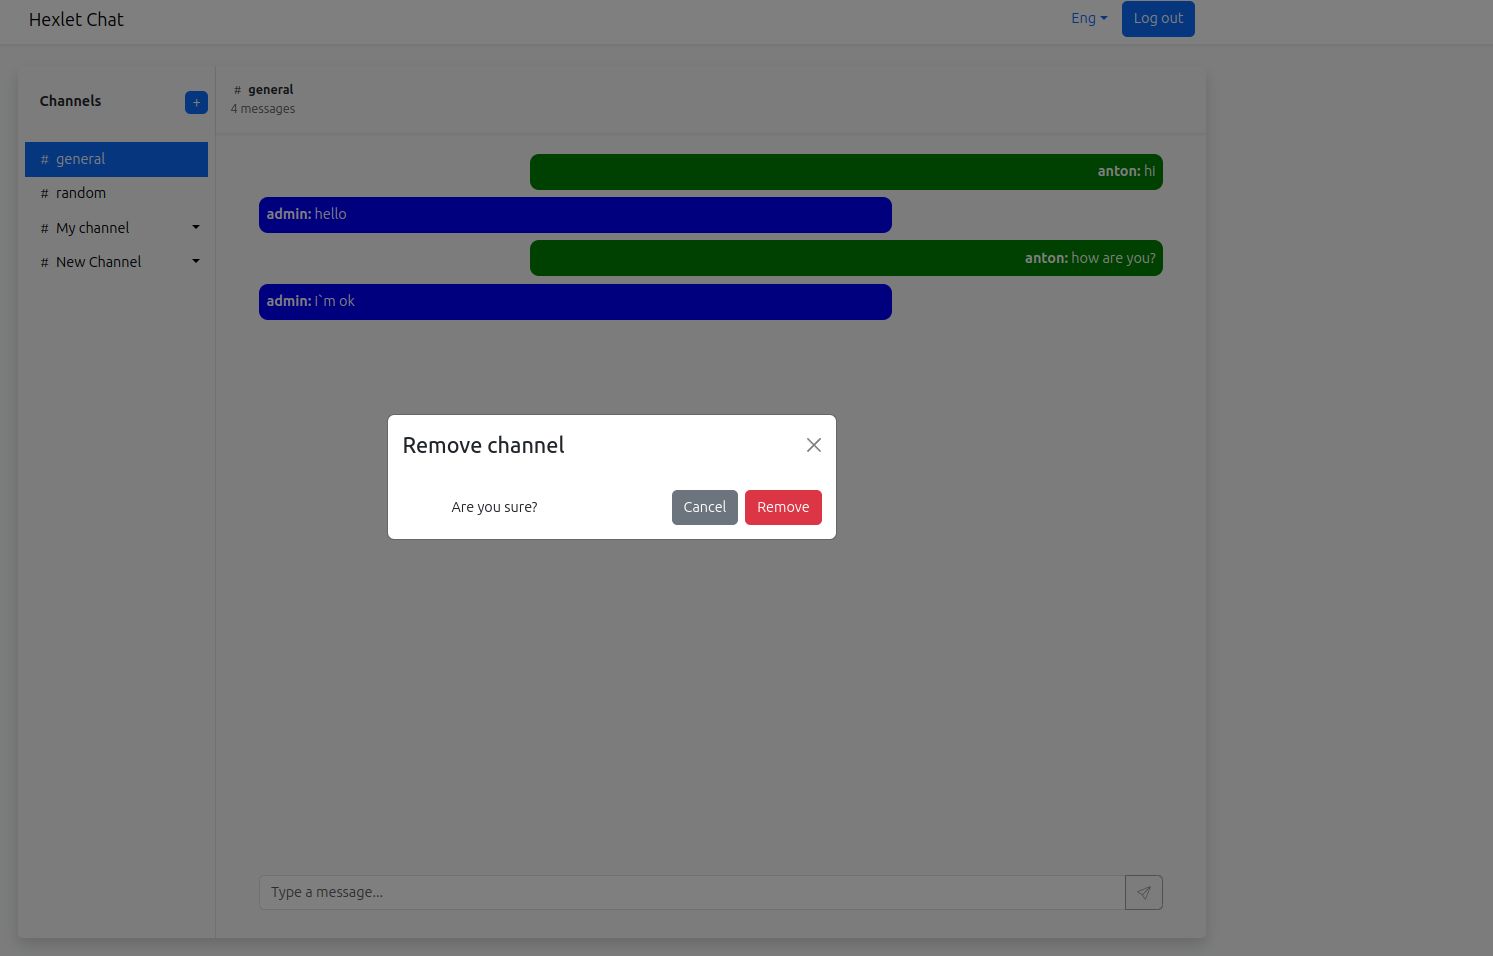 Hexlet Chat
Eng
Log out
Channels
+
# general
# random
# My channel
# New Channel
# general
4 messages
anton: hi
admin: hello
anton: how are you?
admin: I`m ok
Remove channel
Are you sure?
Cancel
Remove
Type a message...